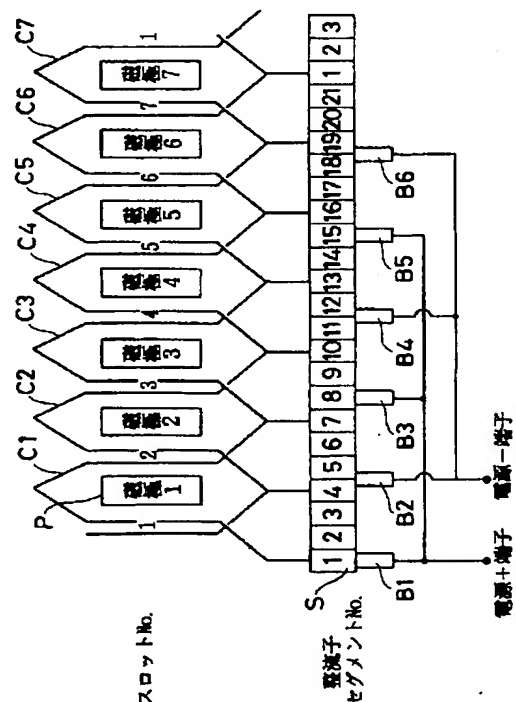 C1 C2 C3 C4 C5 C6 C7
P
磁極1 磁極2 磁極3 磁極4 磁極5 磁極6 磁極7
スロットNo.
1 2 3 4 5 6 7 1
S
整流子
セグメントNo.
1 2 3 4 5 6 7 8 9 10 11 12 13 14 15 16 17 18 19 20 21 1 2 3
B1 B2 B3 B4 B5 B6
電源+端子
電源-端子